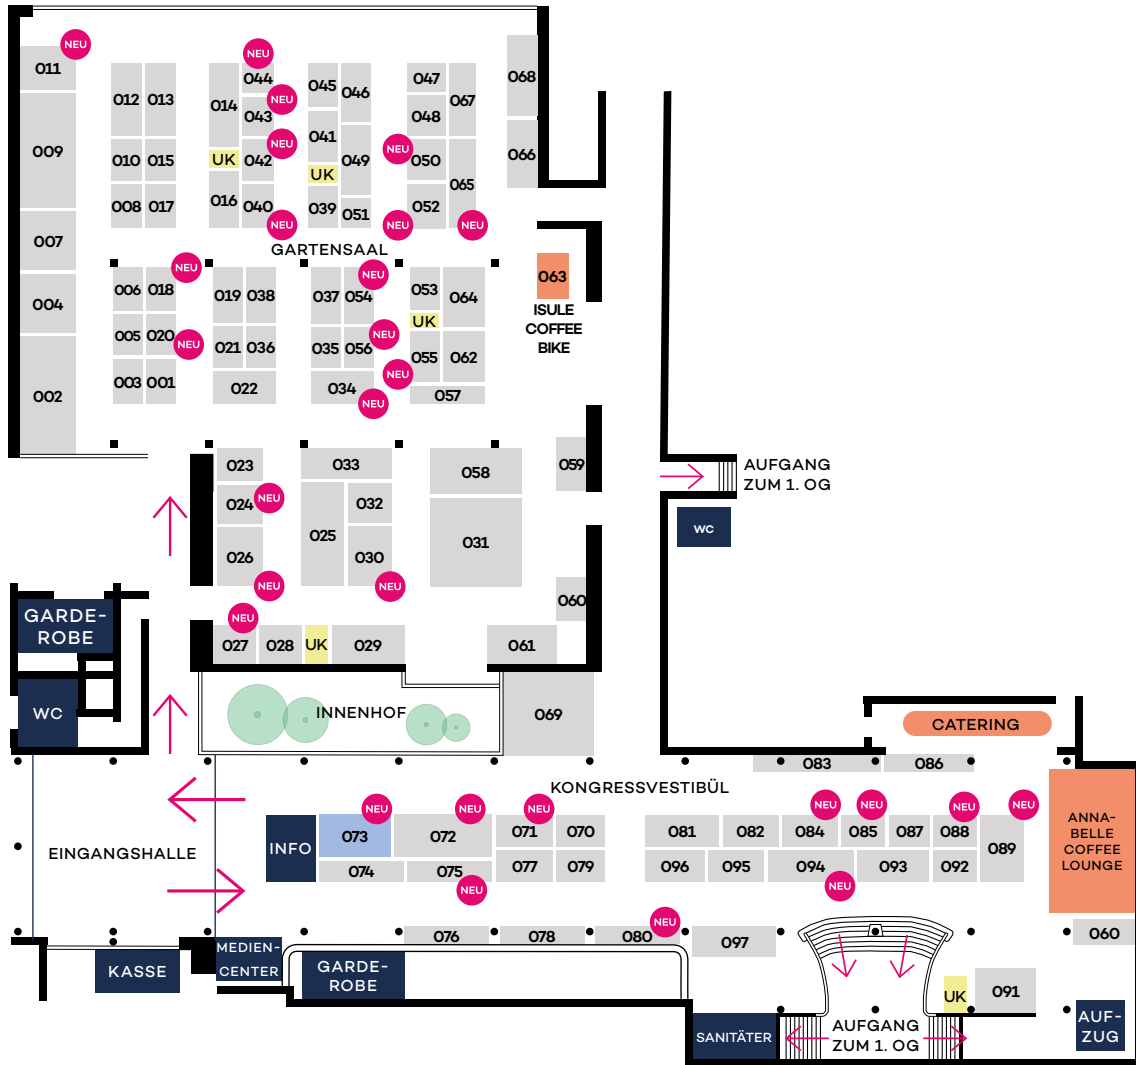 NEU
011
068
NEU
044
047
045
046
067
NEU
012
013
014
043
048
009
041
NEU
NEU
UK
042
010
015
049
050
066
UK
065
008
017
016
040
039
051
052
NEU
NEU
NEU
007
GARTENSAAL
NEU
NEU
063
006
018
019
038
037
054
053
064
004
ISULE
COFFEE
BIKE
UK
005
020
NEU
021
036
035
056
NEU
055
062
NEU
003
001
022
034
057
002
NEU
023
033
058
059
AUFGANG
ZUM 1. OG
024
NEU
032
WC
025
031
026
030
NEU
NEU
060
GARDE-
ROBE
NEU
027
028
UK
029
061
WC
INNENHOF
069
CATERING
083
086
KONGRESSVESTIBÜL
NEU
NEU
NEU
NEU
NEU
NEU
NEU
073
072
071
070
081
082
084
085
087
088
089
ANNA-
BELLE
COFFEE
LOUNGE
EINGANGSHALLE
INFO
074
075
077
079
096
095
094
093
092
NEU
NEU
NEU
076
078
080
097
060
MEDIEN-
CENTER
KASSE
GARDE-
ROBE
UK
091
SANITÄTER
AUFGANG
ZUM 1. OG
AUF-
ZUG